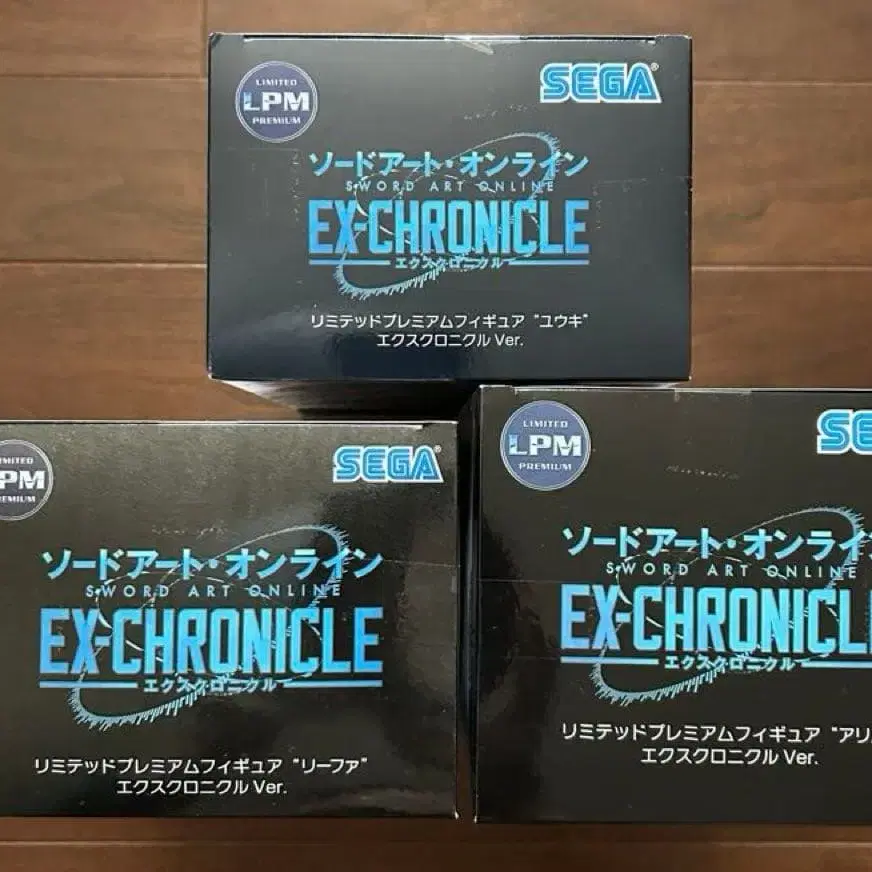 LIMITED
LPM
PREMIUM
SEGA®
ソードアート・オンライン
SWORD ART ONLINE
EX-CHRONICLE
エクスクロニクル
リミテッドプレミアムフィギュア “ユウキ”
エクスクロニクル Ver.
IMITED
PM
EMIUM
SEGA®
ソードアート・オンライン
SWORD ART ONLINE
EX-CHRONICLE
エクスクロニクル
リミテッドプレミアムフィギュア “リーファ”
エクスクロニクル Ver.
LIMITED
LPM
PREMIUM
SE
ソードアート・オンライ
SWORD ART ONLINE
EX-CHRONICL
エクスクロニクル
リミテッドプレミアムフィギュア “アリ
エクスクロニクル Ver.